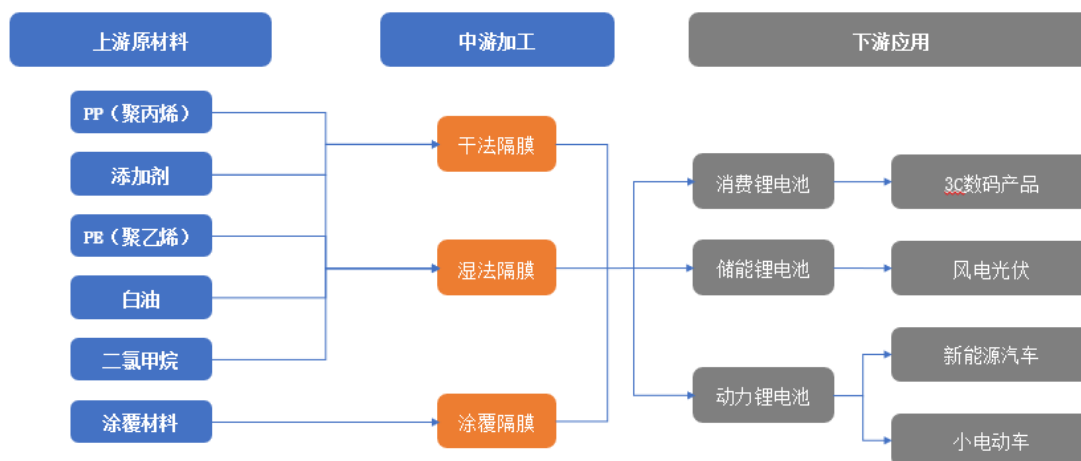 上游原材料
中游加工
下游应用
PP（聚丙烯）
添加剂
PE（聚乙烯）
白油
二氯甲烷
涂覆材料
干法隔膜
湿法隔膜
涂覆隔膜
消费锂电池
储能锂电池
动力锂电池
3C数码产品
风电光伏
新能源汽车
小电动车